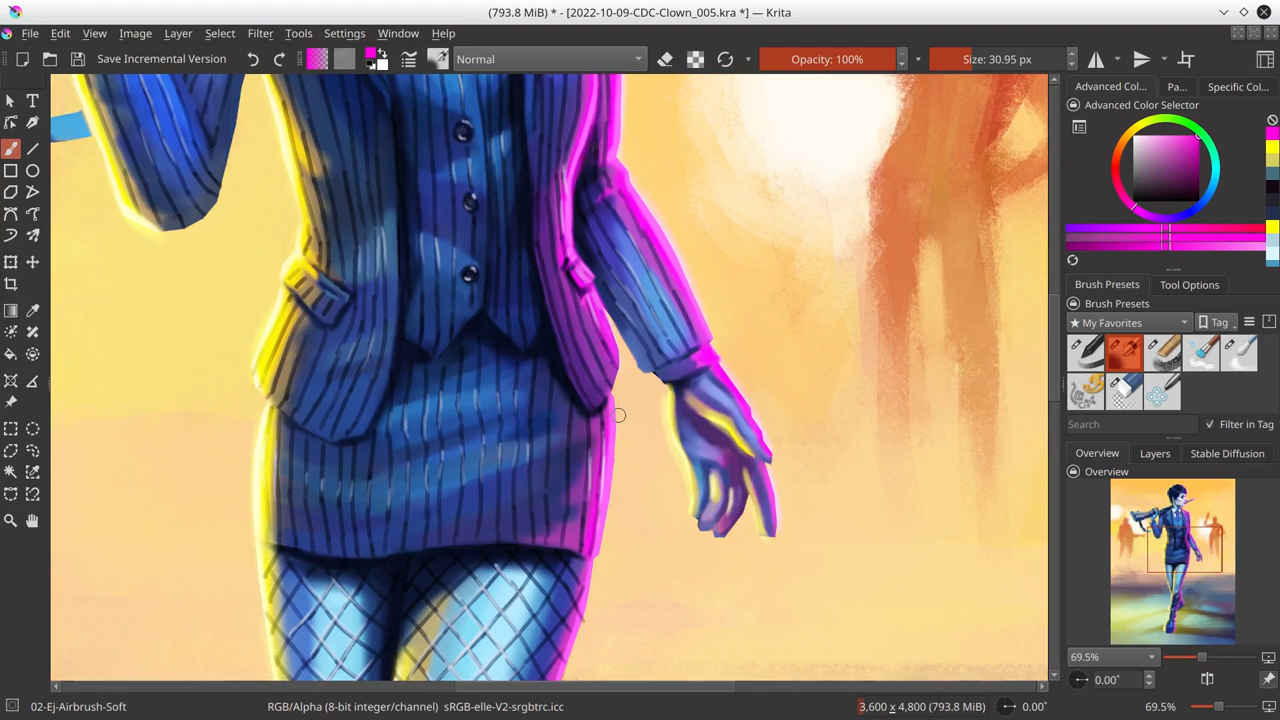 (793.8 MiB) * - [2022-10-09-CDC-Clown_005.kra *] — Krita
File Edit View Image Layer Select Filter Tools Settings Help
Save Incremental Version
Normal
Opacity: 100%
Size: 30.95 px
Advanced Col...
Pa...
Specific Col...
Advanced Color Selector
Brush Presets
Tool Options
Brush Presets
★ My Favorites
Tag
Search
Filter in Tag
Overview
Layers
Stable Diffusion
Overview
69.5%
0.00°
02-Ej-Airbrush-Soft
RGB/Alpha (8-bit integer/channel) sRGB-elle-V2-srgbtrc.icc
3,600 x 4,800 (793.8 MiB)
0.00°
69.5%